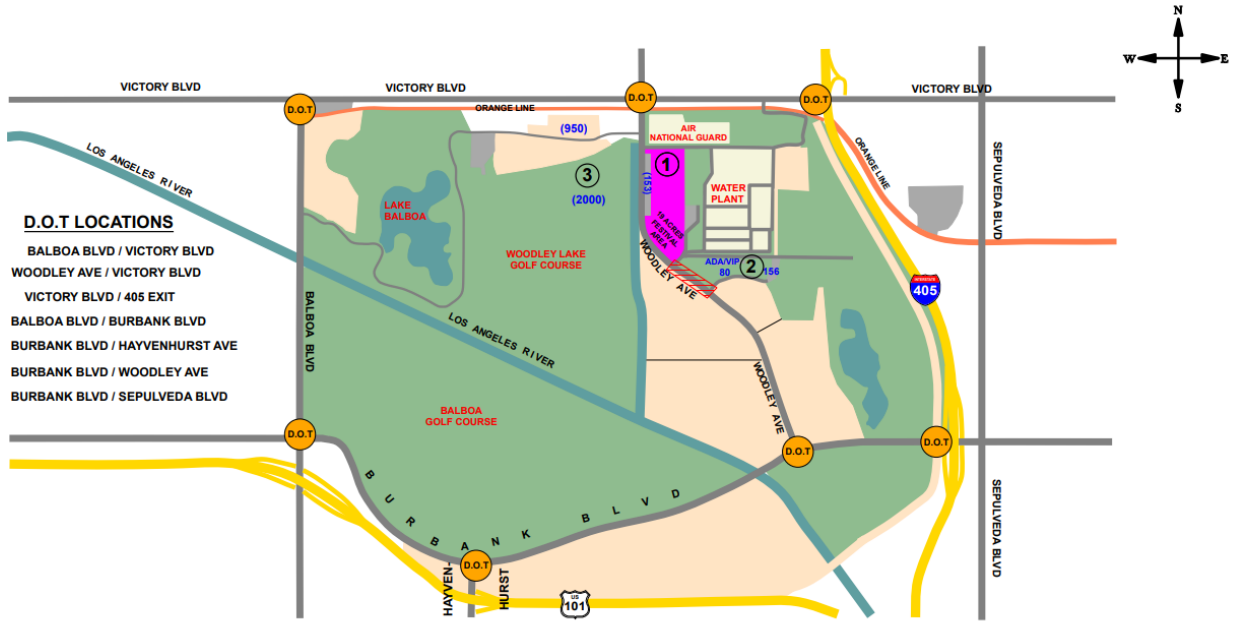 N
W E
S
VICTORY BLVD
VICTORY BLVD
VICTORY BLVD
D.O.T
D.O.T
D.O.T
ORANGE LINE
(950)
AIR
NATIONAL GUARD
ORANGE LINE
LOS ANGELES RIVER
SEPULVEDA BLVD
1
3
(2000)
(153)
WATER
PLANT
LAKE
BALBOA
19 ACRES
FESTIVAL
AREA
D.O.T LOCATIONS
BALBOA BLVD / VICTORY BLVD
WOODLEY AVE / VICTORY BLVD
VICTORY BLVD / 405 EXIT
BALBOA BLVD / BURBANK BLVD
BURBANK BLVD / HAYVENHURST AVE
BURBANK BLVD / WOODLEY AVE
BURBANK BLVD / SEPULVEDA BLVD
WOODLEY LAKE
GOLF COURSE
WOODLEY AVE
ADA/VIP
80
2
156
INTERSTATE
405
BALBOA BLVD
LOS ANGELES RIVER
WOODLEY AVE
BALBOA
GOLF COURSE
D.O.T
D.O.T
D.O.T
BURBANK BLVD
SEPULVEDA BLVD
D.O.T
HAYVEN-
HURST
US
101